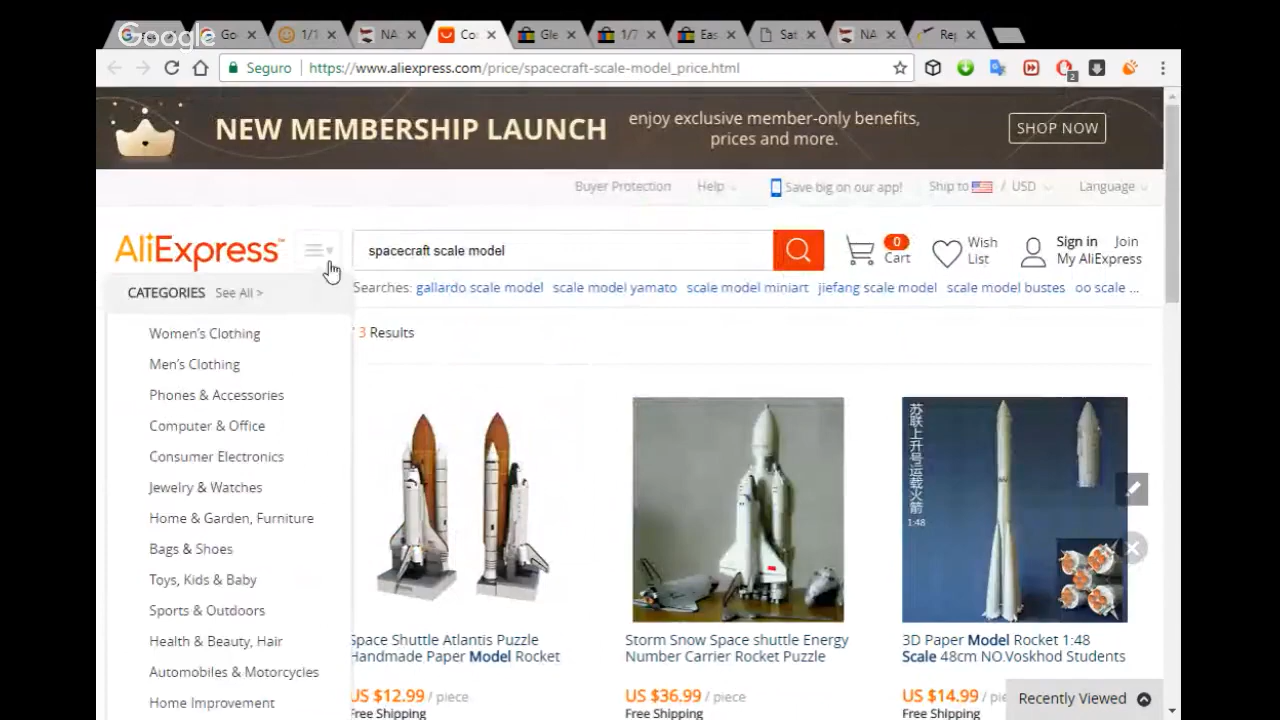 Google
Go
1/1
NA
Co
Gle
1/7
Eas
Sat
NA
Re
Seguro
https://www.aliexpress.com/price/spacecraft-scale-model_price.html
2
NEW MEMBERSHIP LAUNCH
enjoy exclusive member-only benefits,
prices and more.
SHOP NOW
Buyer Protection
Help
Save big on our app!
Ship to / USD
Language
AliExpress™
spacecraft scale model
0
Cart
Wish
List
Sign in Join
My AliExpress
CATEGORIES See All >
Searches: gallardo scale model scale model yamato scale model miniart jiefang scale model scale model bustes oo scale ...
3 Results
Women's Clothing
Men's Clothing
Phones & Accessories
Computer & Office
Consumer Electronics
Jewelry & Watches
Home & Garden, Furniture
Bags & Shoes
Toys, Kids & Baby
Sports & Outdoors
Health & Beauty, Hair
Automobiles & Motorcycles
Home Improvement
苏联上升号运载火箭
1:48
Space Shuttle Atlantis Puzzle
Handmade Paper Model Rocket
US $12.99 / piece
Free Shipping
Storm Snow Space shuttle Energy
Number Carrier Rocket Puzzle
US $36.99 / piece
Free Shipping
3D Paper Model Rocket 1:48
Scale 48cm NO.Voskhod Students
US $14.99 / pie
Free Shipping
Recently Viewed